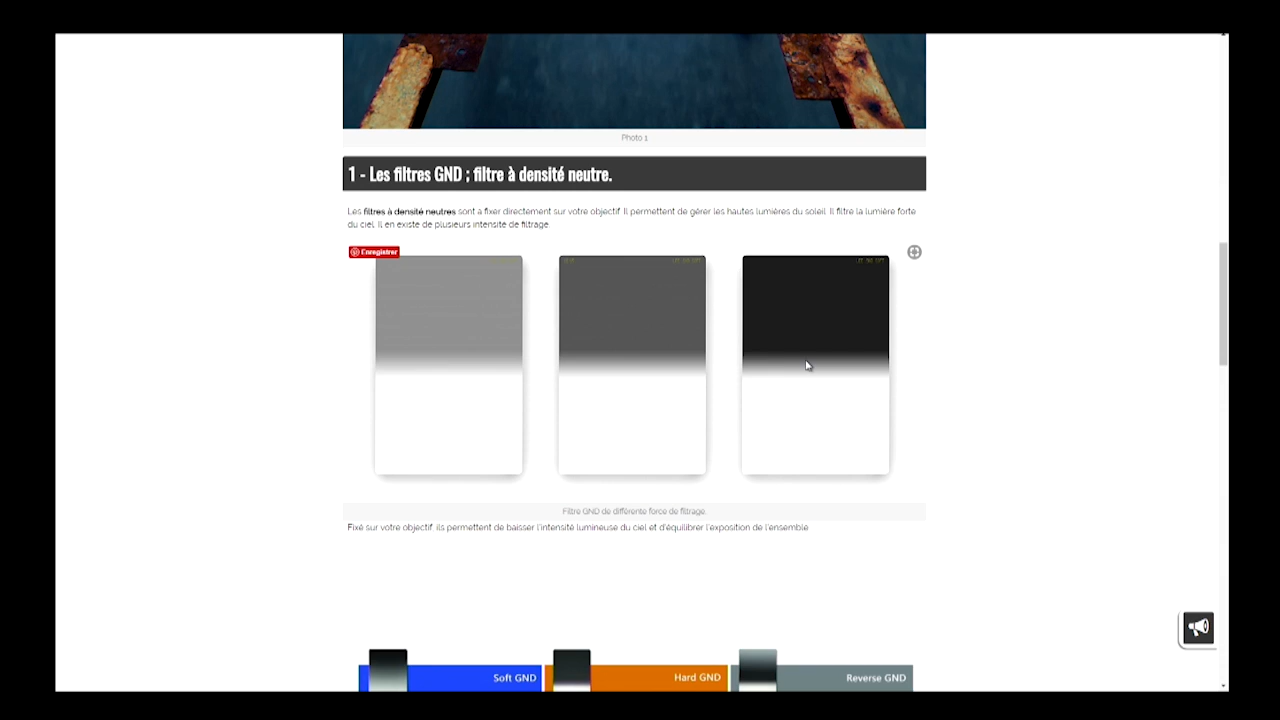 Photo 1
1 - Les filtres GND ; filtre à densité neutre.
Les filtres à densité neutres sont a fixer directement sur votre objectif. Il permettent de gérer les hautes lumières du soleil. Il filtre la lumière forte
du ciel. Il en existe de plusieurs intensité de filtrage
Enregistrer
Filtre GND de différente force de filtrage.
Fixé sur votre objectif, ils permettent de baisser l'intensité lumineuse du ciel et d'équilibrer l'exposition de l'ensemble
Soft GND
Hard GND
Reverse GND